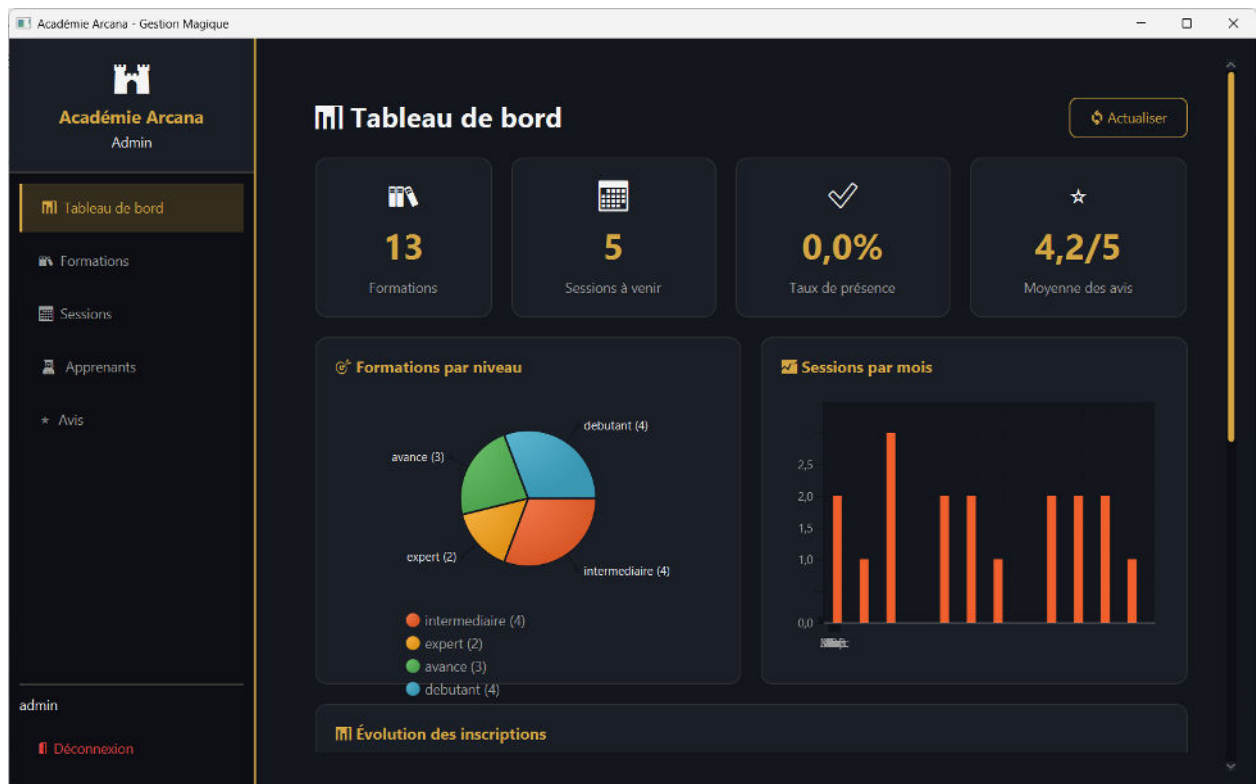 Académie Arcana - Gestion Magique
Académie Arcana
Admin
Tableau de bord
Formations
Sessions
Apprenants
Avis
admin
Déconnexion
Tableau de bord
Actualiser
13
Formations
5
Sessions à venir
0,0%
Taux de présence
4,2/5
Moyenne des avis
Formations par niveau
debutant (4)
avance (3)
expert (2)
intermediaire (4)
intermediaire (4)
expert (2)
avance (3)
debutant (4)
Sessions par mois
2,5
2,0
1,5
1,0
0,0
Évolution des inscriptions